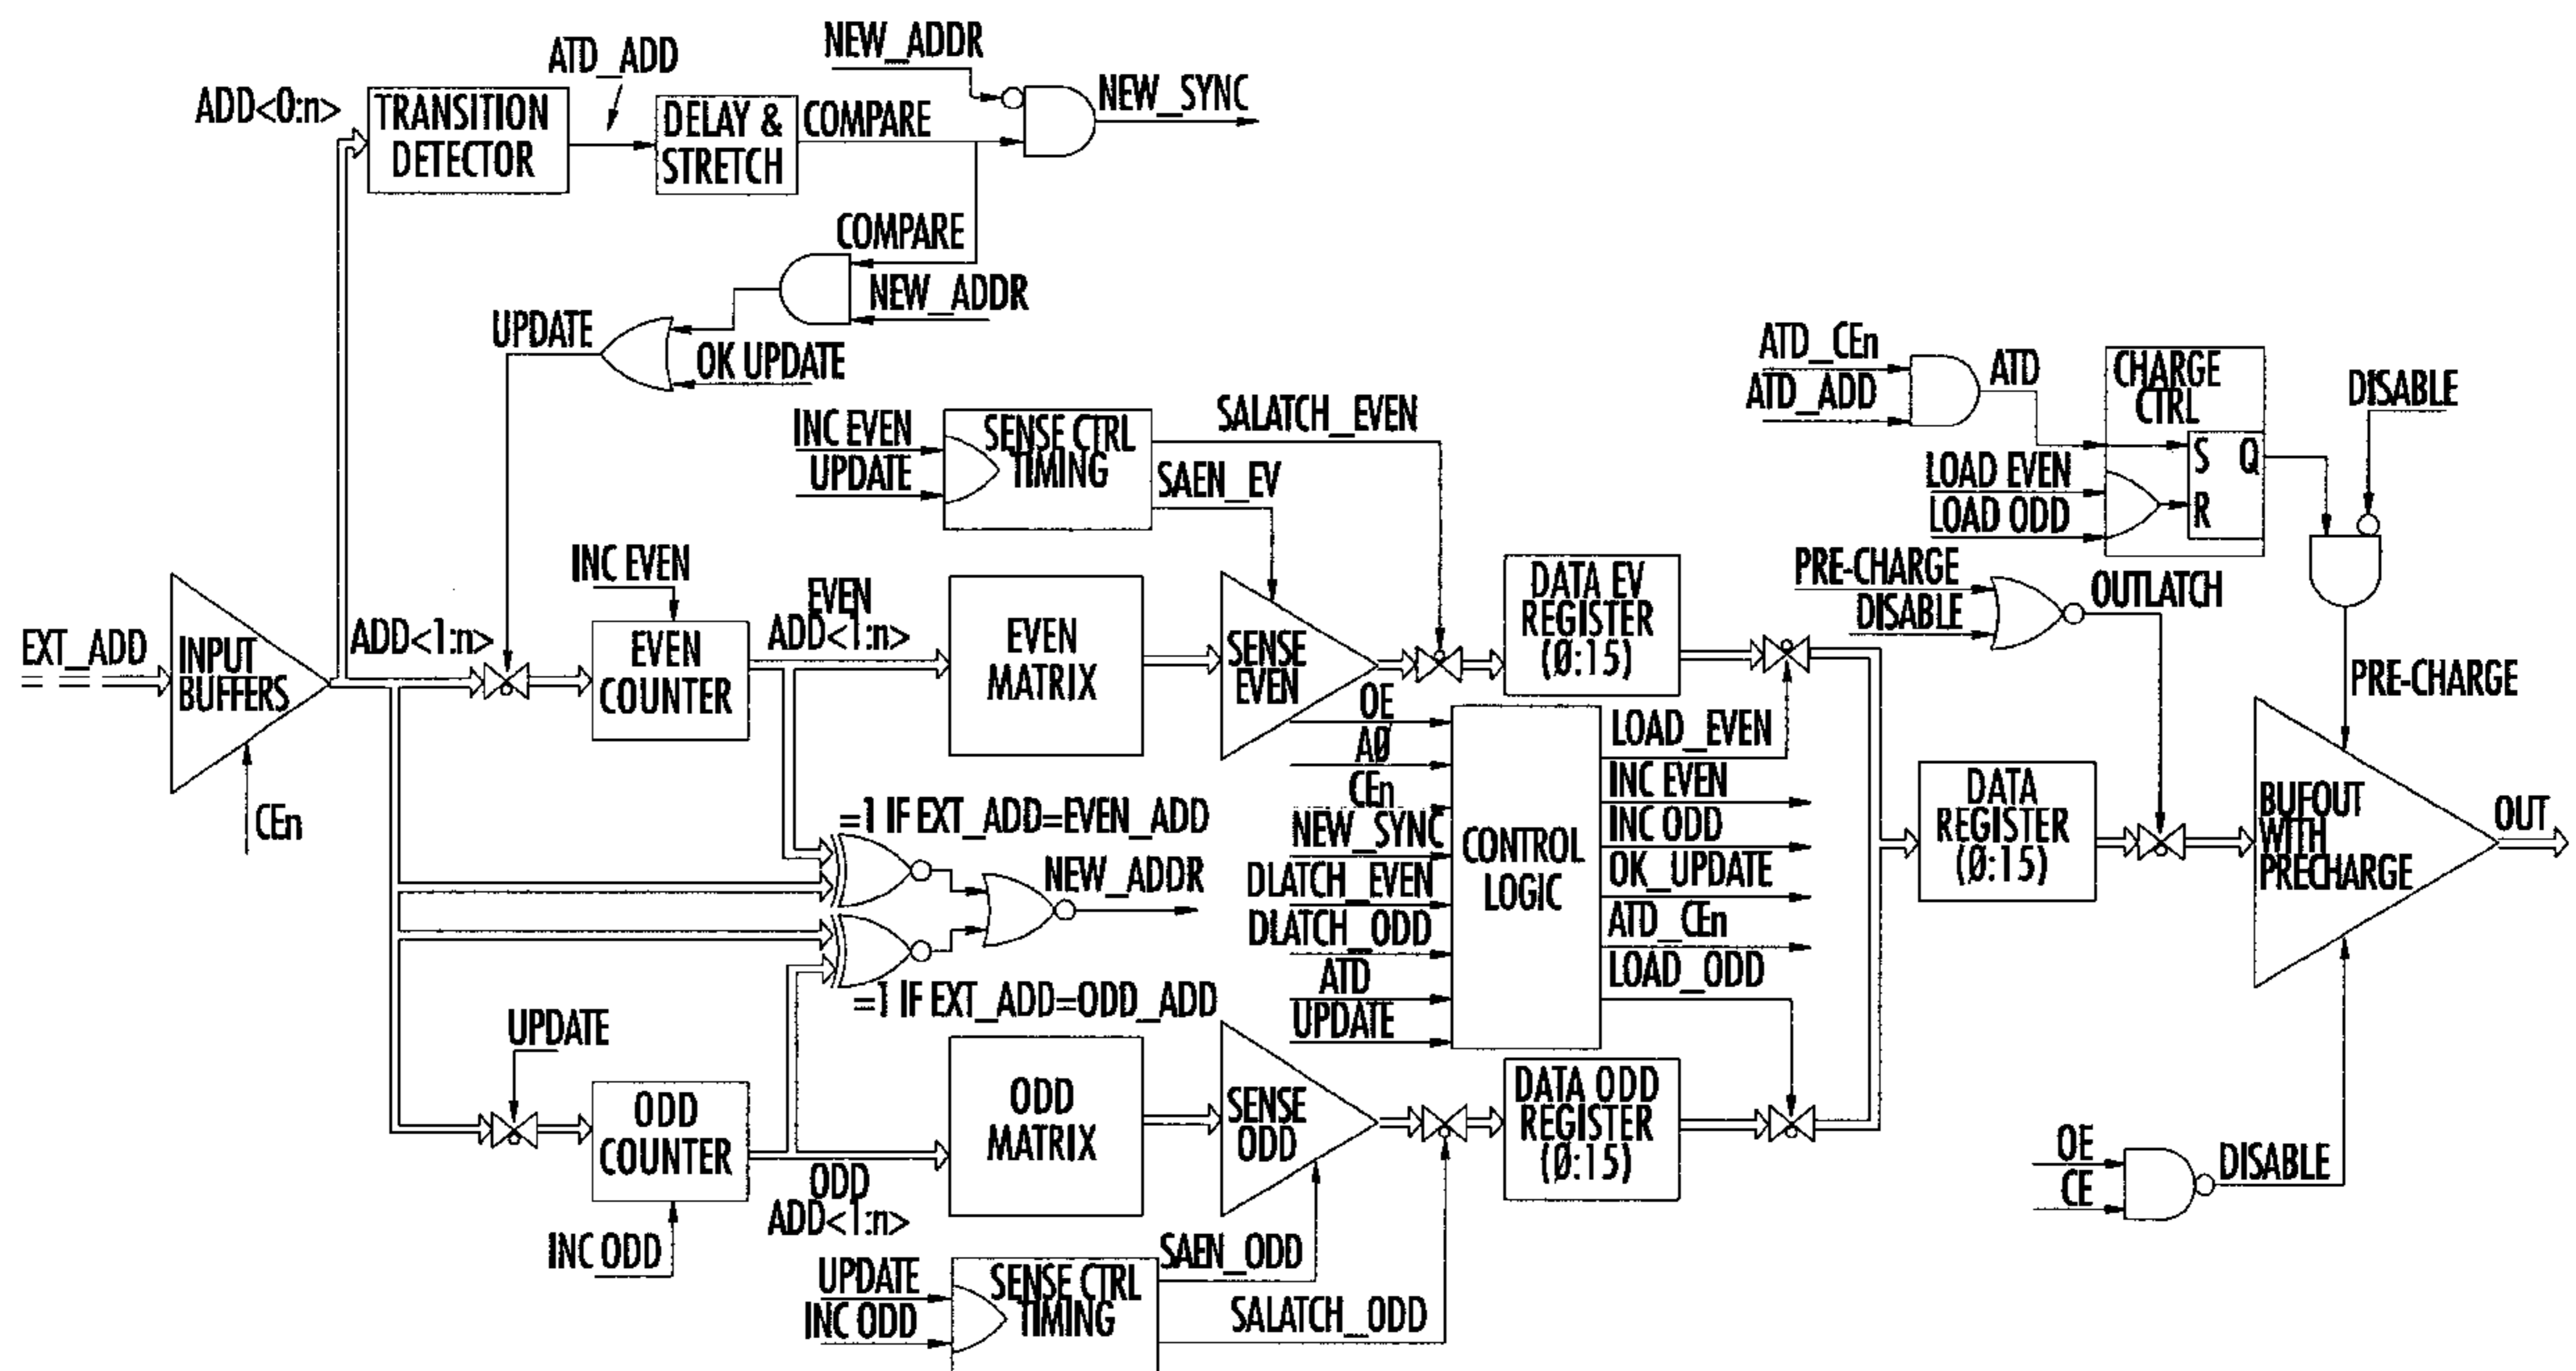 NEW_ADDR
ATD_ADD
ADD<0:n>
TRANSITION
DETECTOR
DELAY &
STRETCH
COMPARE
NEW_SYNC
COMPARE
NEW_ADDR
UPDATE
OK UPDATE
ATD_CEn
ATD_ADD
ATD
CHARGE
CTRL
DISABLE
S Q
R
LOAD EVEN
LOAD ODD
INC EVEN
UPDATE
SENSE CTRL
TIMING
SALATCH_EVEN
SAEN_EV
PRE-CHARGE
DISABLE
OUTLATCH
PRE-CHARGE
EXT_ADD
INPUT
BUFFERS
CEn
ADD<1:n>
INC EVEN
EVEN
COUNTER
EVEN
ADD<1:n>
EVEN
MATRIX
SENSE
EVEN
DATA EV
REGISTER
(Ø:15)
OE
AØ
CEn
NEW_SYNC
DLATCH_EVEN
DLATCH_ODD
ATD
UPDATE
CONTROL
LOGIC
LOAD_EVEN
INC EVEN
INC ODD
OK_UPDATE
ATD_CEn
LOAD_ODD
DATA
REGISTER
(Ø:15)
BUFOUT
WITH
PRECHARGE
OUT
=1 IF EXT_ADD=EVEN_ADD
NEW_ADDR
=1 IF EXT_ADD=ODD_ADD
UPDATE
ODD
COUNTER
INC ODD
ODD
ADD<1:n>
ODD
MATRIX
SENSE
ODD
DATA ODD
REGISTER
(Ø:15)
OE
CE
DISABLE
UPDATE
INC ODD
SENSE CTRL
TIMING
SAEN_ODD
SALATCH_ODD